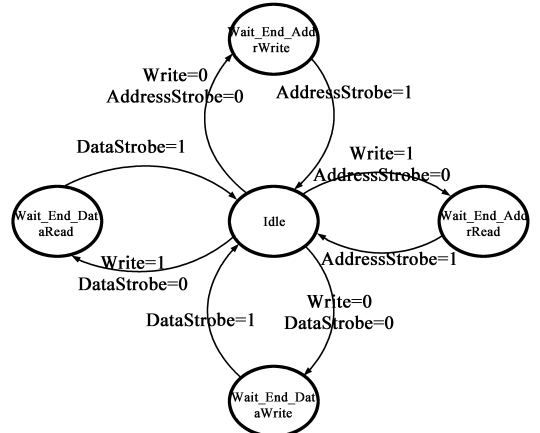 Wait_End_Add
rWrite
Write=0
AddressStrobe=0
AddressStrobe=1
DataStrobe=1
Write=1
AddressStrobe=0
Wait_End_Dat
aRead
Idle
Wait_End_Add
rRead
Write=1
DataStrobe=0
AddressStrobe=1
Write=0
DataStrobe=0
DataStrobe=1
Wait_End_Dat
aWrite